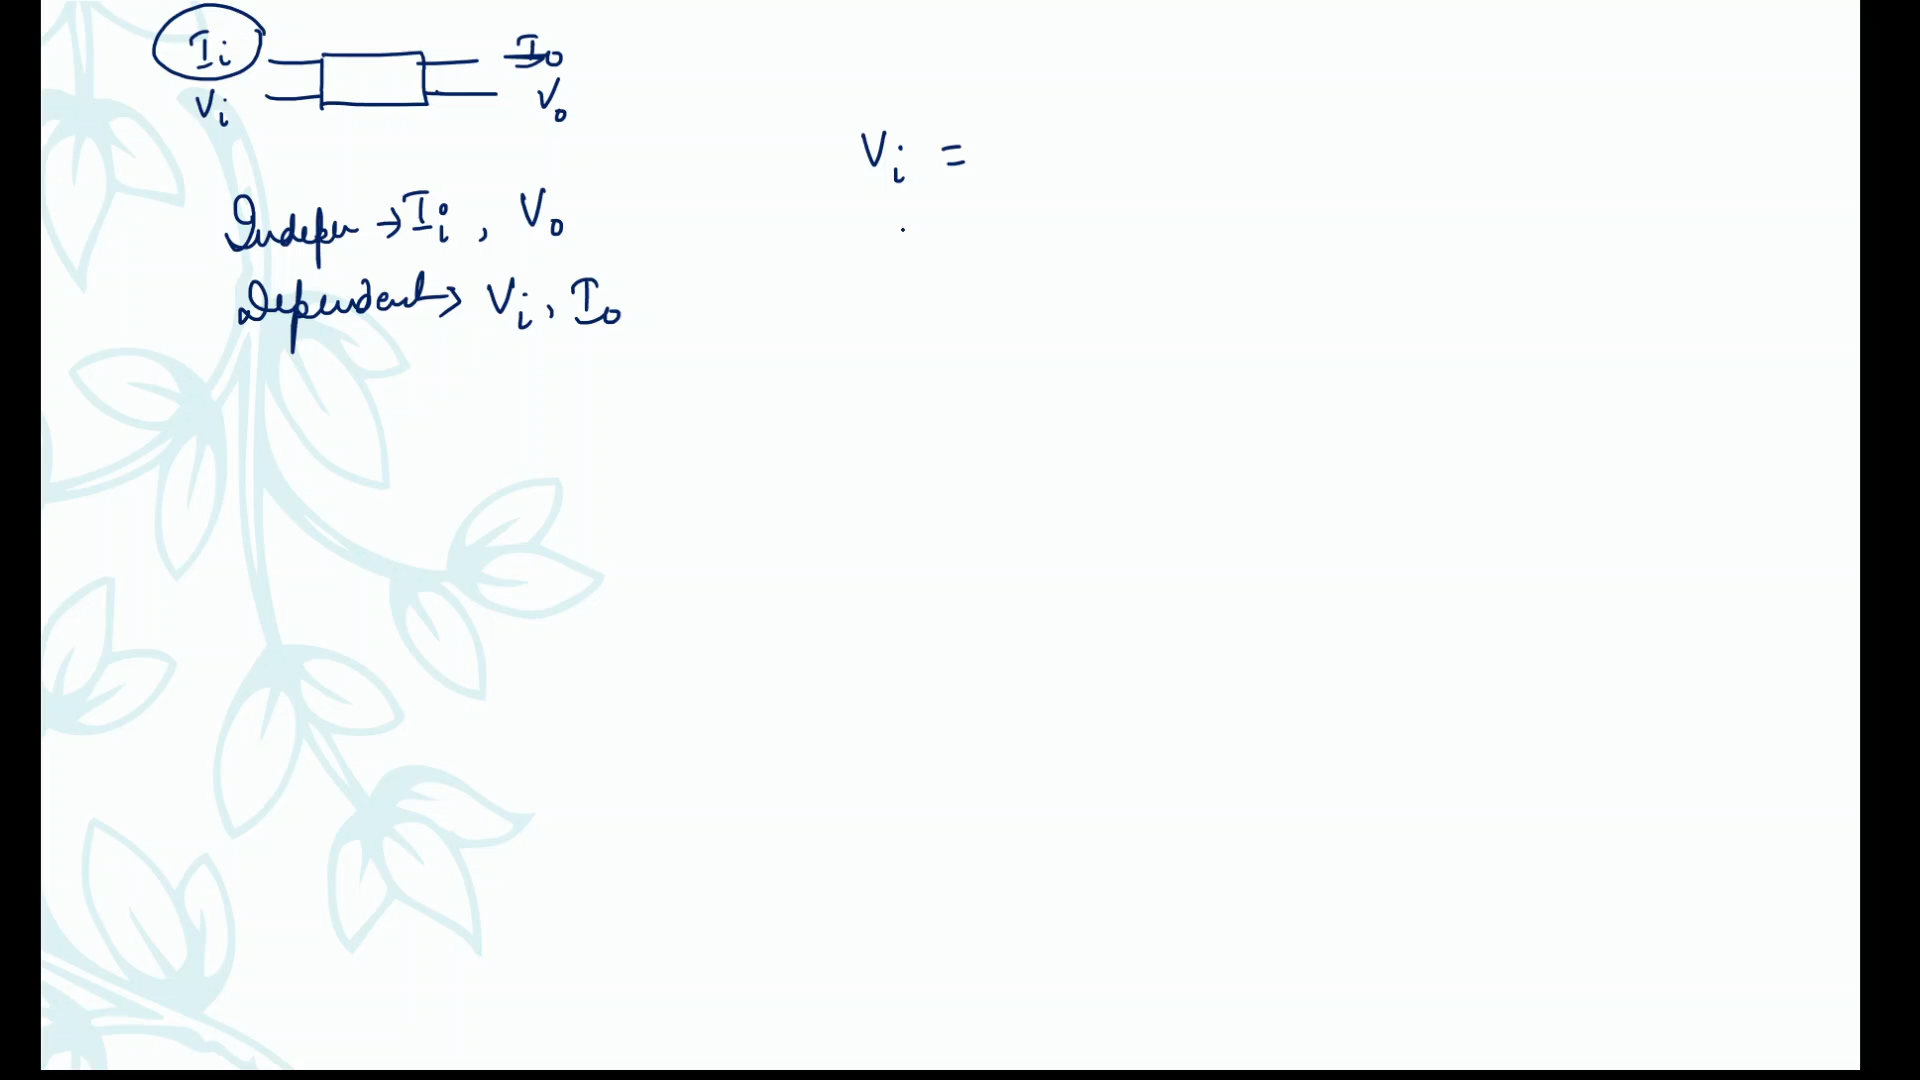 Ii Io
Vi Vo
Indepen → Ii , Vo
Dependent → Vi , Io
Vi =